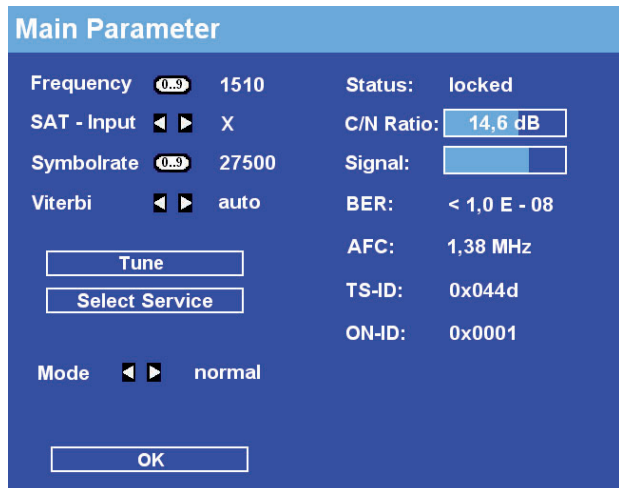 Main Parameter
Frequency 0..9 1510
SAT - Input X
Symbolrate 0..9 27500
Viterbi auto
Tune
Select Service
Mode normal
OK
Status: locked
C/N Ratio: 14,6 dB
Signal:
BER: < 1,0 E - 08
AFC: 1,38 MHz
TS-ID: 0x044d
ON-ID: 0x0001